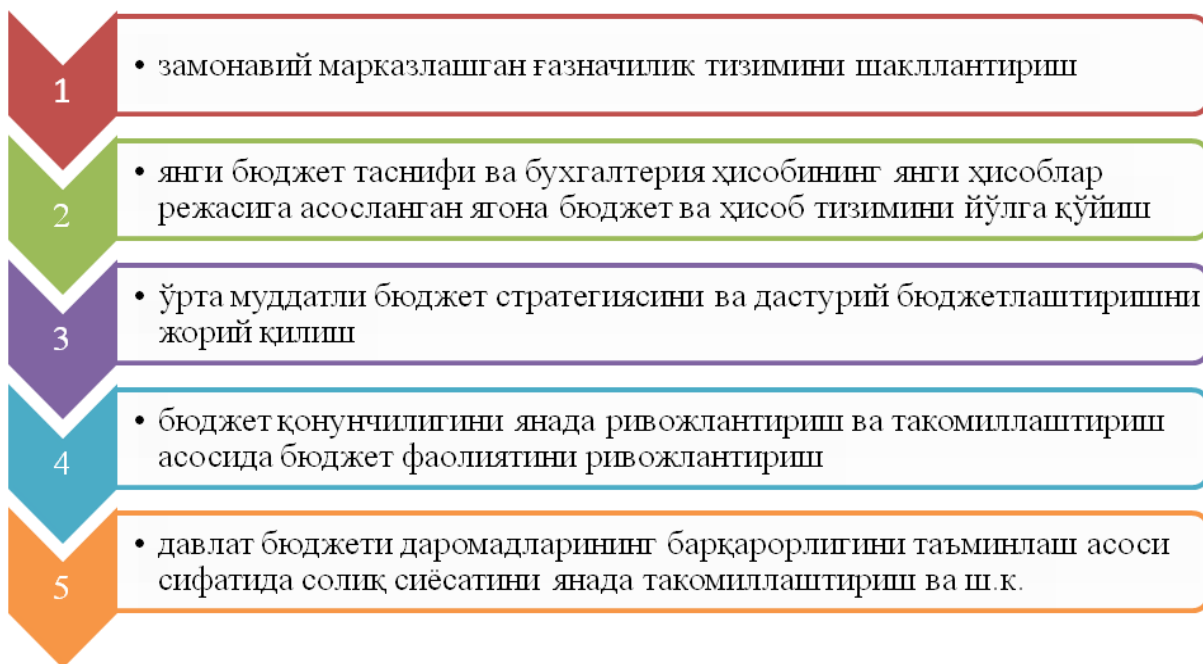 1
• замонавий марказлашган ғазначилик тизимини шакллантириш
2
• янги бюджет таснифи ва бухгалтерия ҳисобининг янги ҳисоблар
режасига асосланган ягона бюджет ва ҳисоб тизимини йўлга қўйиш
3
• ўрта муддатли бюджет стратегиясини ва дастурий бюджетлаштиришни
жорий қилиш
4
• бюджет қонунчилигини янада ривожлантириш ва такомиллаштириш
асосида бюджет фаолиятини ривожлантириш
5
• давлат бюджети даромадларининг барқарорлигини таъминлаш асоси
сифатида солиқ сиёсатини янада такомиллаштириш ва ш.к.